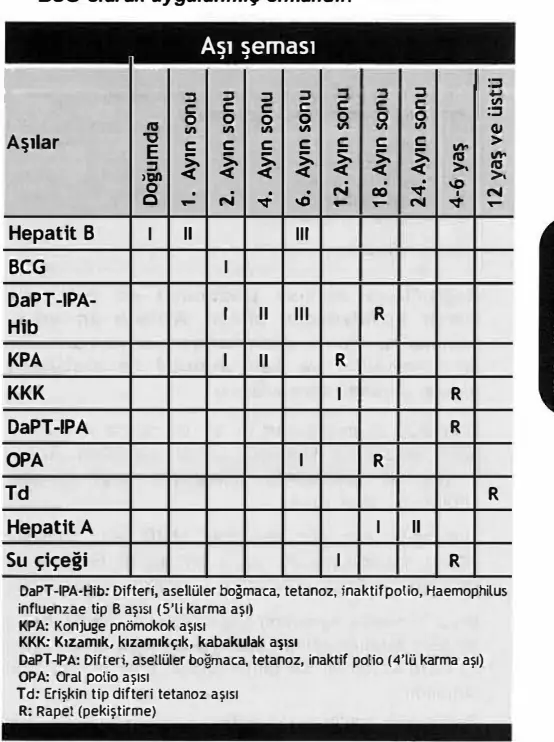 BCG olarak uygulanmış olmalıdır.
Aşı şeması
Aşılar Doğumda 1. Ayın sonu 2. Ayın sonu 4. Ayın sonu 6. Ayın sonu 12. Ayın sonu 18. Ayın sonu 24. Ayın sonu 4-6 yaş 12 yaş ve üstü
Hepatit B I II III
BCG I
DaPT-IPA-
Hib I II III R
KPA I II R
KKK I R
DaPT-IPA R
OPA I R
Td R
Hepatit A I II
Su çiçeği I R
DaPT-IPA-Hib: Difteri, asellüler boğmaca, tetanoz, inaktif polio, Haemophilus
influenzae tip B aşısı (5'li karma aşı)
KPA: Konjuge pnömokok aşısı
KKK: Kızamık, kızamıkçık, kabakulak aşısı
DaPT-IPA: Difteri, asellüler boğmaca, tetanoz, inaktif polio (4'lü karma aşı)
OPA: Oral polio aşısı
Td: Erişkin tip difteri tetanoz aşısı
R: Rapet (pekiştirme)